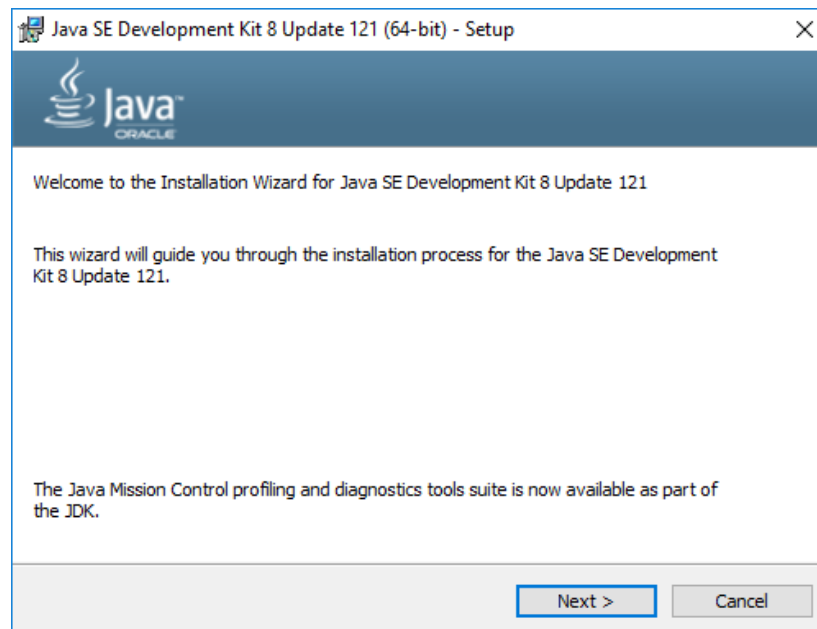 Java SE Development Kit 8 Update 121 (64-bit) - Setup
Java™
ORACLE
Welcome to the Installation Wizard for Java SE Development Kit 8 Update 121
This wizard will guide you through the installation process for the Java SE Development
Kit 8 Update 121.
The Java Mission Control profiling and diagnostics tools suite is now available as part of
the JDK.
Next > Cancel